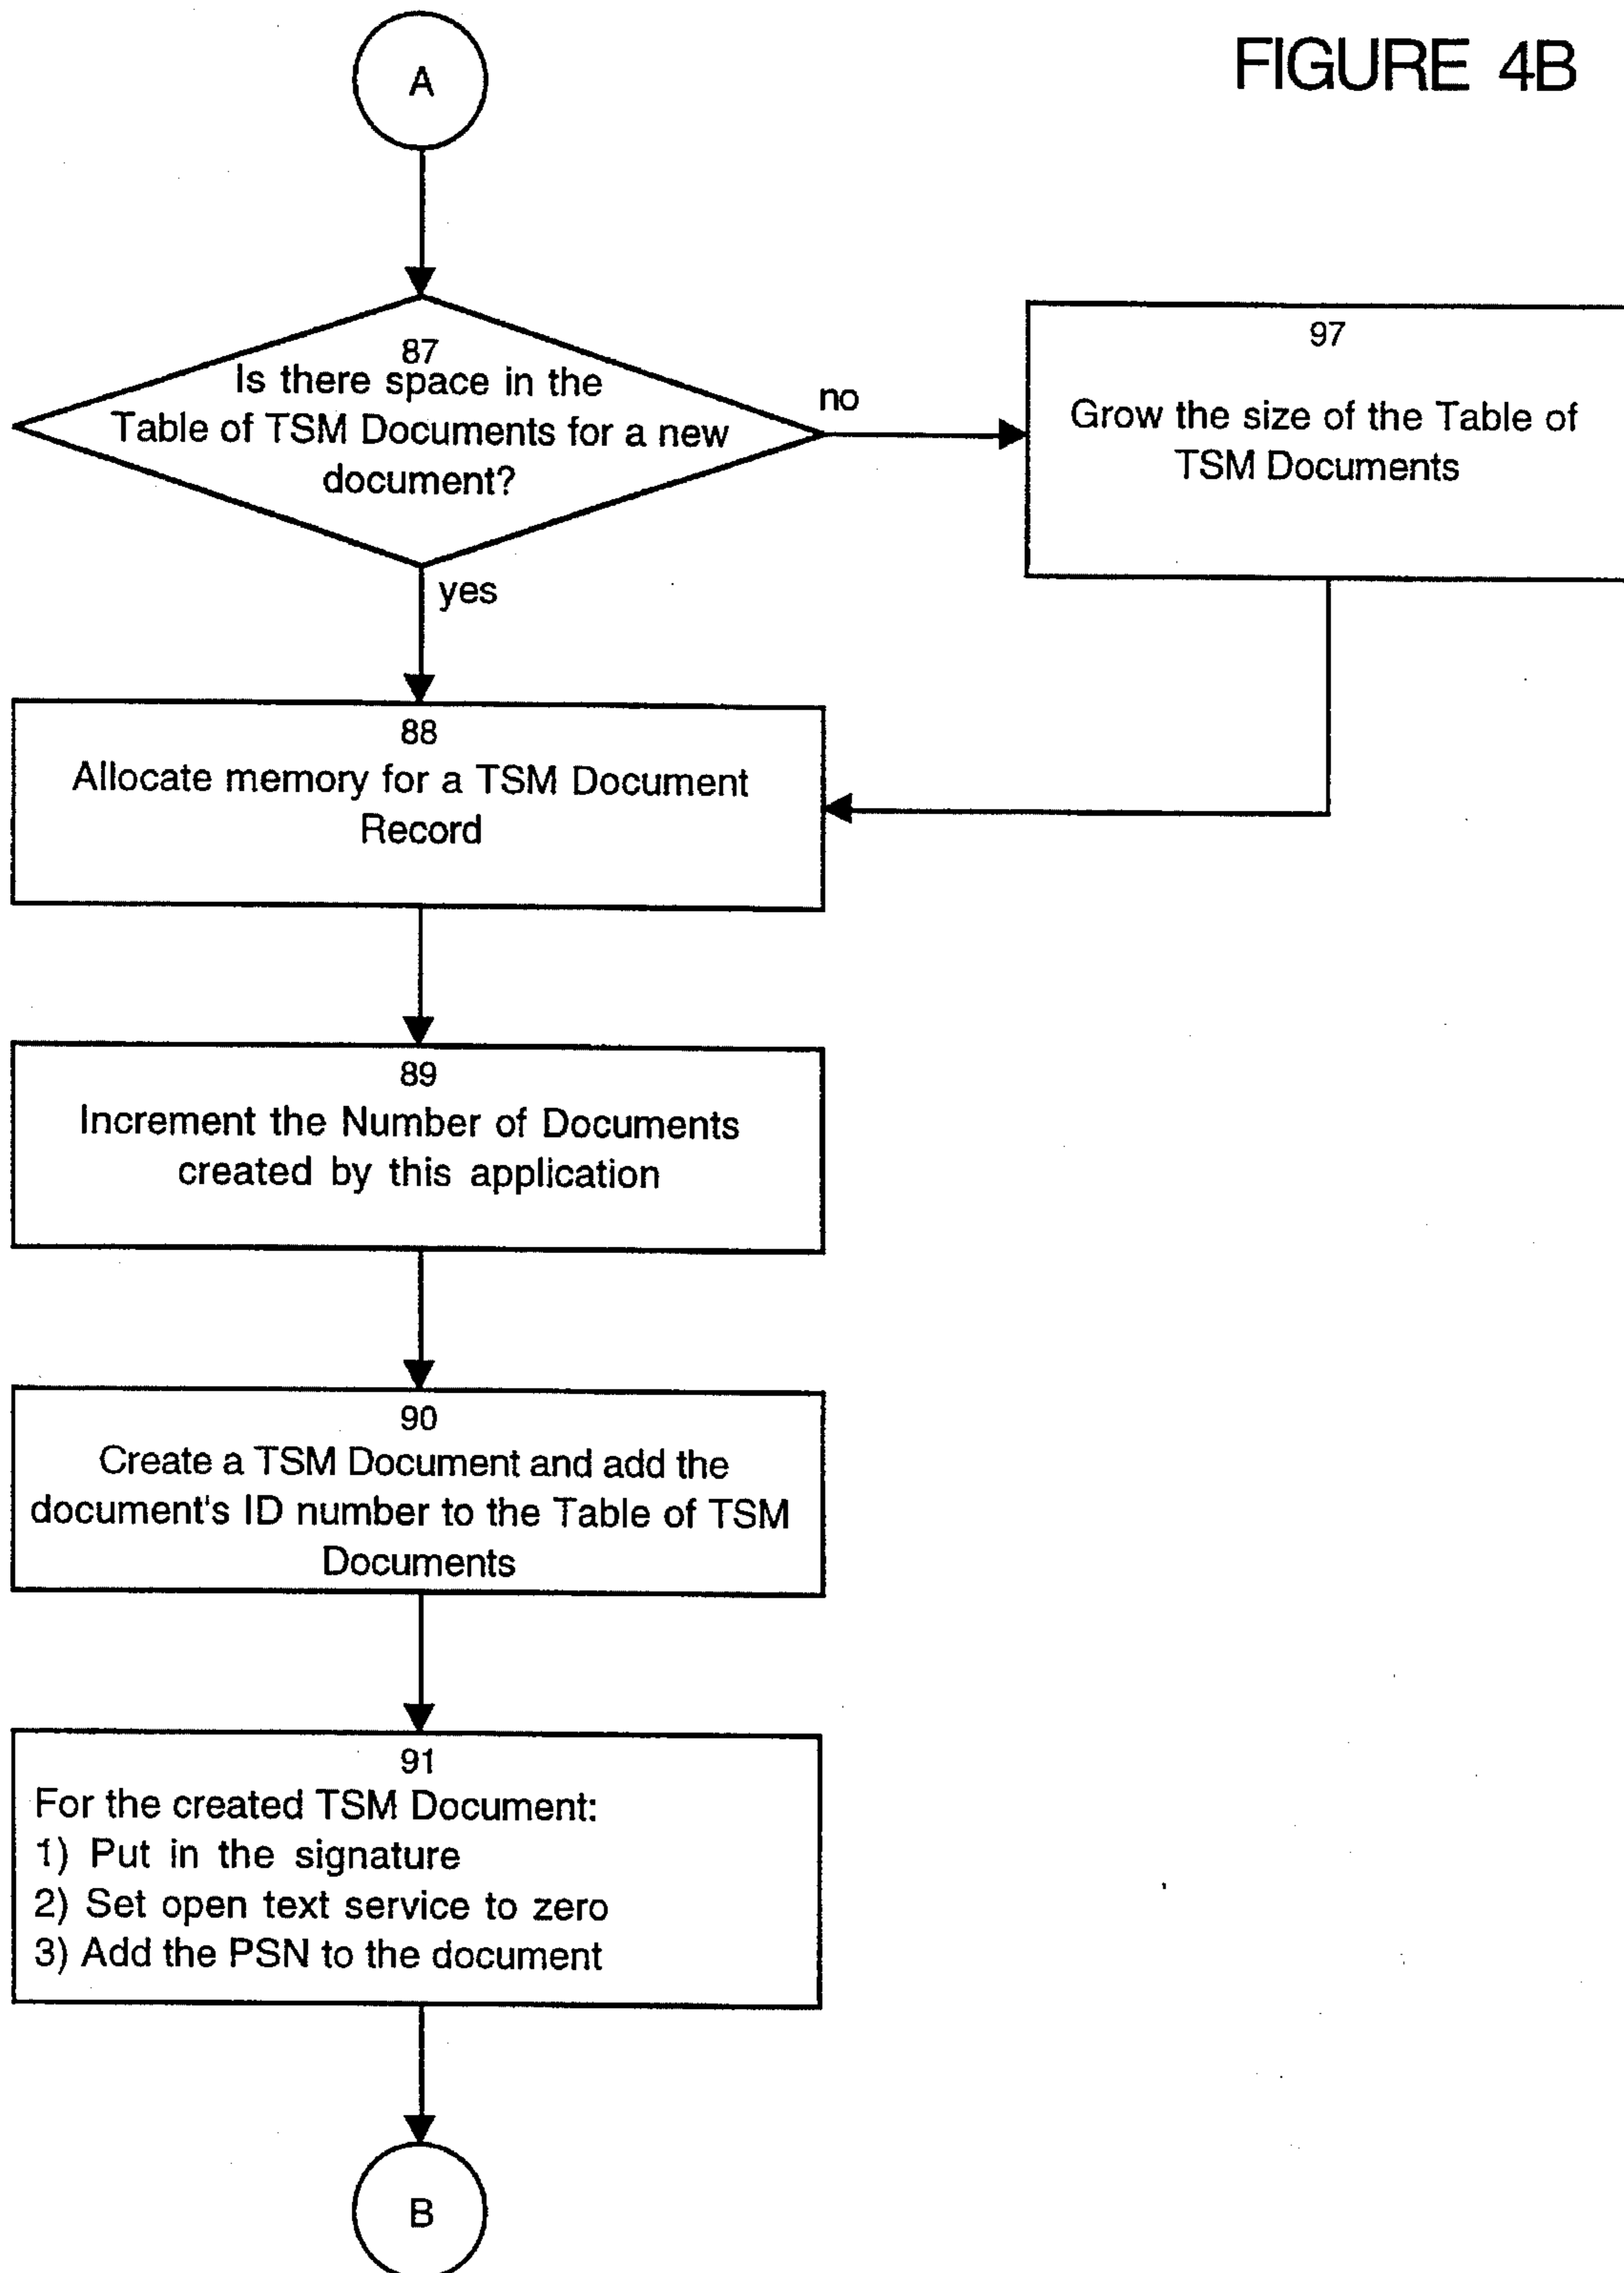 FIGURE 4B
A
87
Is there space in the
Table of TSM Documents for a new
document?
no
97
Grow the size of the Table of
TSM Documents
yes
88
Allocate memory for a TSM Document
Record
89
Increment the Number of Documents
created by this application
90
Create a TSM Document and add the
document's ID number to the Table of TSM
Documents
91
For the created TSM Document:
1) Put in the signature
2) Set open text service to zero
3) Add the PSN to the document
B